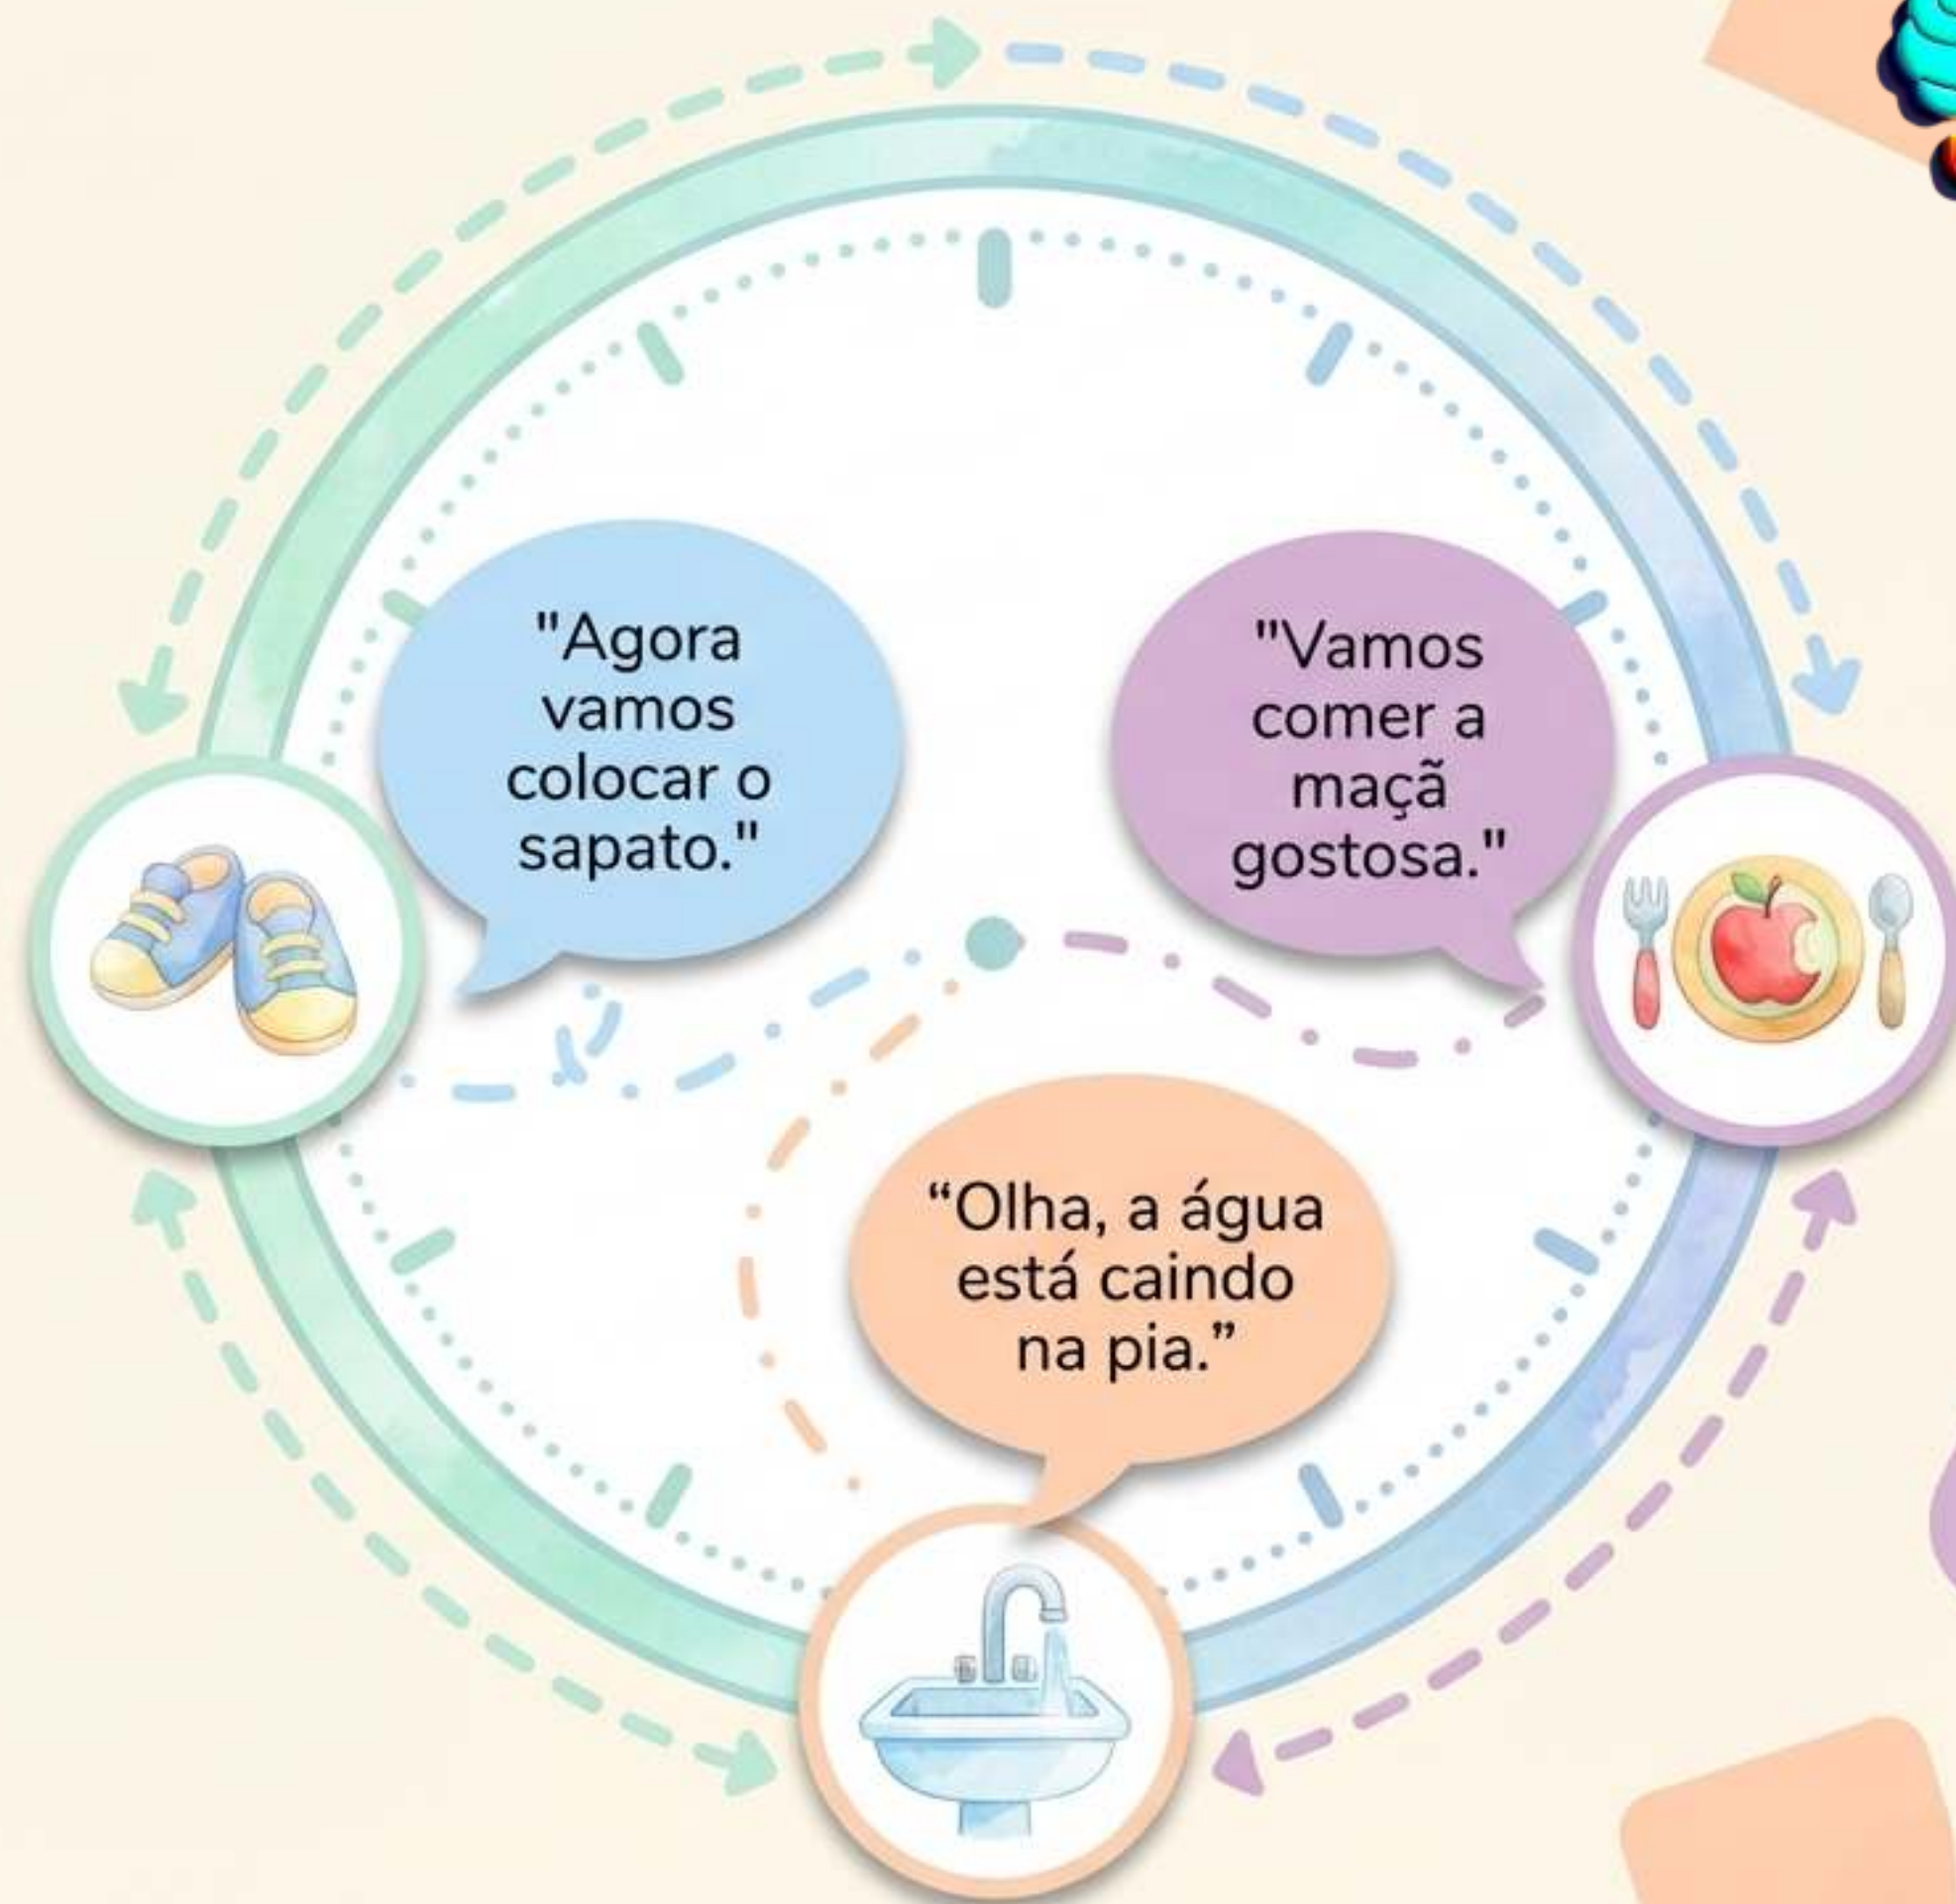 "Agora
vamos
colocar o
sapato."
"Vamos
comer a
maçã
gostosa."
“Olha, a água
está caindo
na pia.”